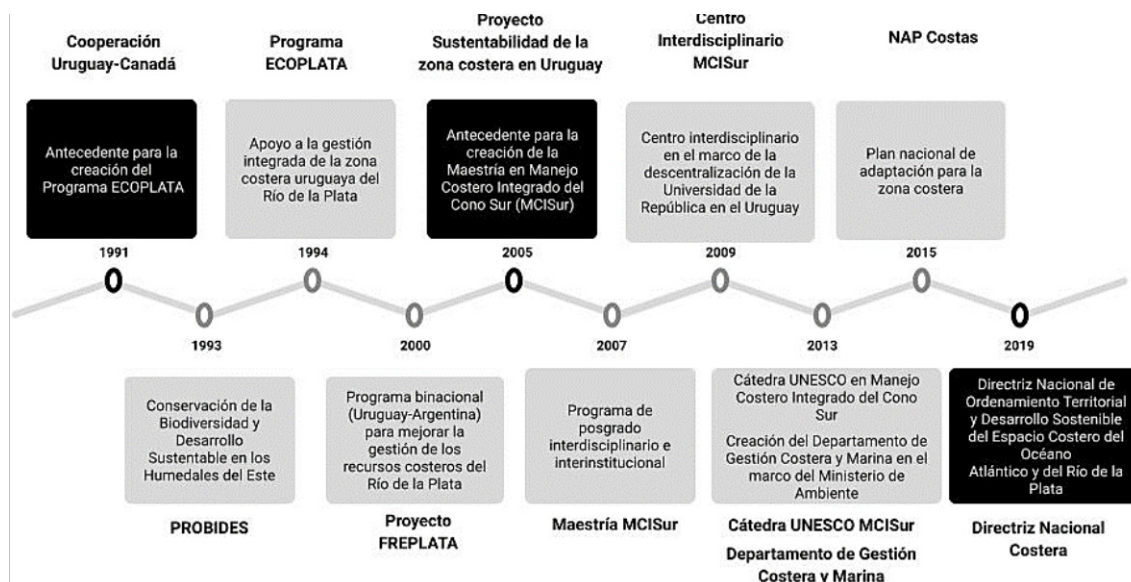 Cooperación
Uruguay-Canadá
Programa
ECOPLATA
Proyecto
Sustentabilidad de la
zona costera en Uruguay
Centro
Interdisciplinario
MCISur
NAP Costas
Antecedente para la
creación del
Programa ECOPLATA
Apoyo a la gestión
integrada de la zona
costera uruguaya del
Río de la Plata
Antecedente para la
creación de la
Maestría en Manejo
Costero Integrado del
Cono Sur (MCISur)
Centro interdisciplinario
en el marco de la
descentralización de la
Universidad de la
República en el Uruguay
Plan nacional de
adaptación para la
zona costera
1991
1994
2005
2009
2015
1993
2000
2007
2013
2019
Conservación de la
Biodiversidad y
Desarrollo
Sustentable en los
Humedales del Este
Programa binacional
(Uruguay-Argentina)
para mejorar la
gestión de los
recursos costeros del
Río de la Plata
Programa de
posgrado
interdisciplinario e
interinstitucional
Cátedra UNESCO en Manejo
Costero Integrado del Cono
Sur
Creación del Departamento de
Gestión Costera y Marina en el
marco del Ministerio de
Ambiente
Directriz Nacional de
Ordenamiento Territorial
y Desarrollo Sostenible
del Espacio Costero del
Océano
Atlántico y del Río de la
Plata
PROBIDES
Proyecto
FREPLATA
Maestría MCISur
Cátedra UNESCO MCISur
Departamento de Gestión
Costera y Marina
Directriz Nacional
Costera